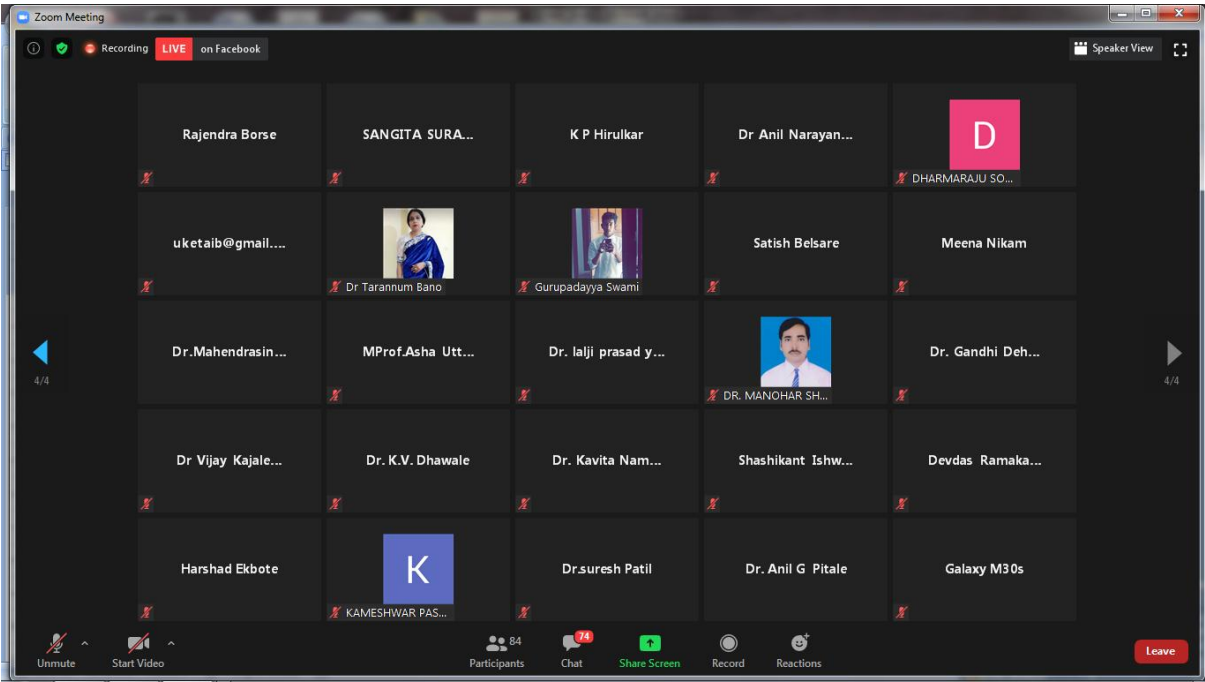 Zoom Meeting
Recording LIVE on Facebook
Speaker View
Rajendra Borse
SANGITA SURA...
K P Hirulkar
Dr Anil Narayan...
D
DHARMARAJU SO...
uketaib@gmail....
Dr Tarannum Bano
Gurupadayya Swami
Satish Belsare
Meena Nikam
Dr.Mahendrasin...
MProf.Asha Utt...
Dr. lalji prasad y...
DR. MANOHAR SH...
Dr. Gandhi Deh...
4/4
4/4
Dr Vijay Kajale...
Dr. K.V. Dhawale
Dr. Kavita Nam...
Shashikant Ishw...
Devdas Ramaka...
Harshad Ekbote
K
KAMESHWAR PAS...
Dr.suresh Patil
Dr. Anil G Pitale
Galaxy M30s
84
74
Unmute
Start Video
Participants
Chat
Share Screen
Record
Reactions
Leave